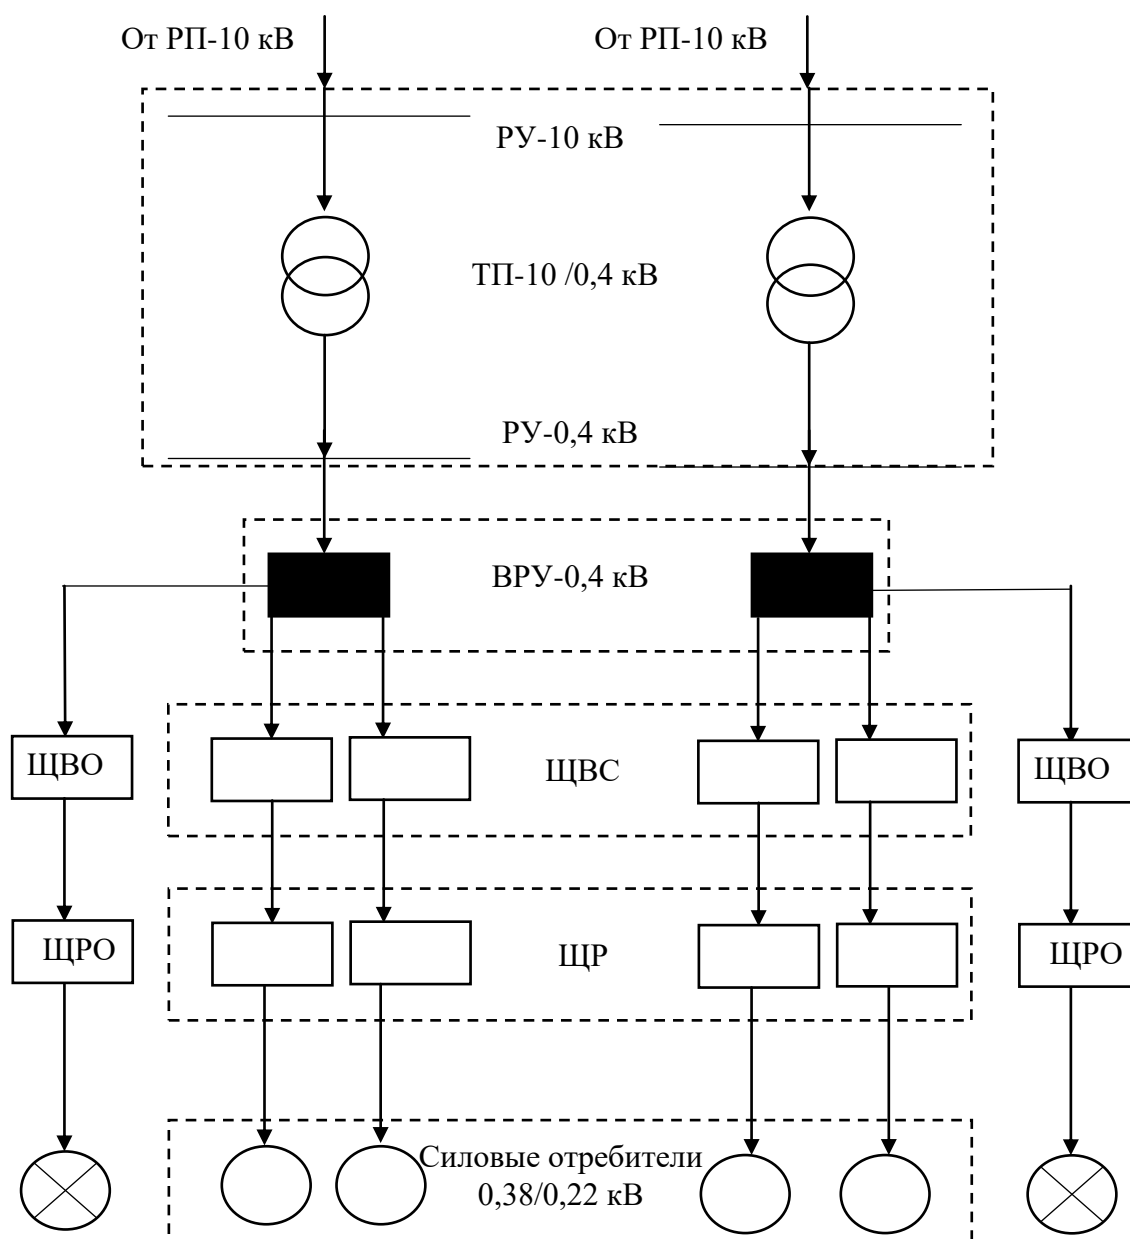 От РП-10 кВ
От РП-10 кВ
РУ-10 кВ
ТП-10 /0,4 кВ
РУ-0,4 кВ
ВРУ-0,4 кВ
ЩВО
ЩВС
ЩВО
ЩРО
ЩР
ЩРО
Силовые отребители
0,38/0,22 кВ